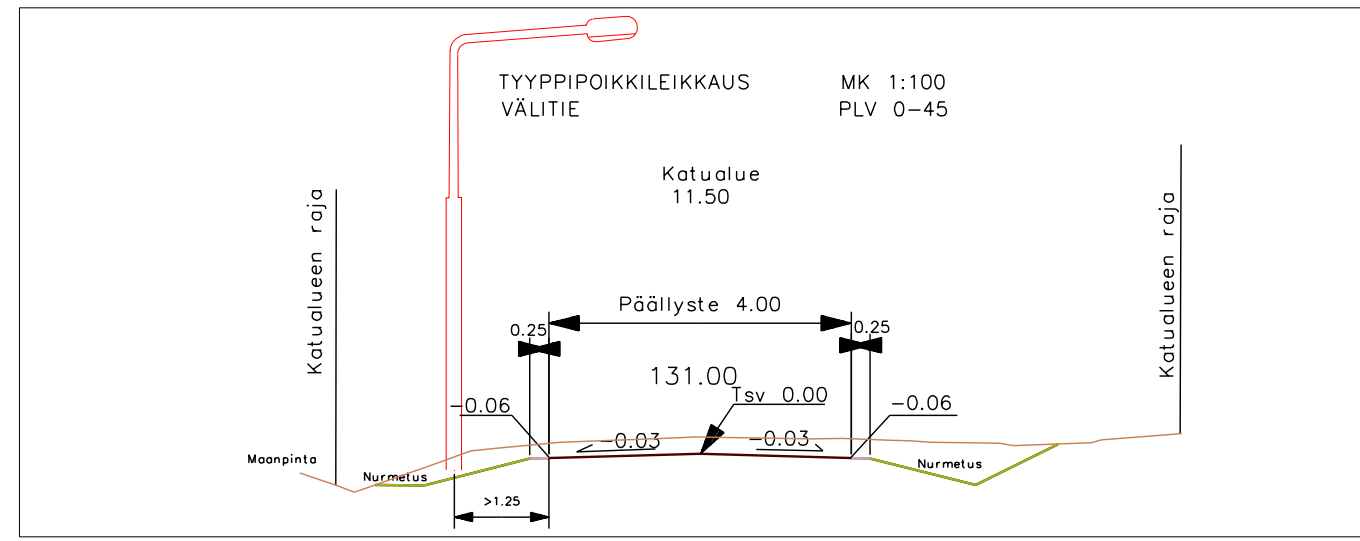 TYYPPIPOIKKILEIKKAUS MK 1:100
VÄLITIE PLV 0-45
Katualue
11.50
Katualueen raja
Katualueen raja
Päällyste 4.00
0.25
0.25
131.00
Tsv 0.00
-0.06
-0.06
-0.03
-0.03
Maanpinta
Nurmetus
Nurmetus
>1.25